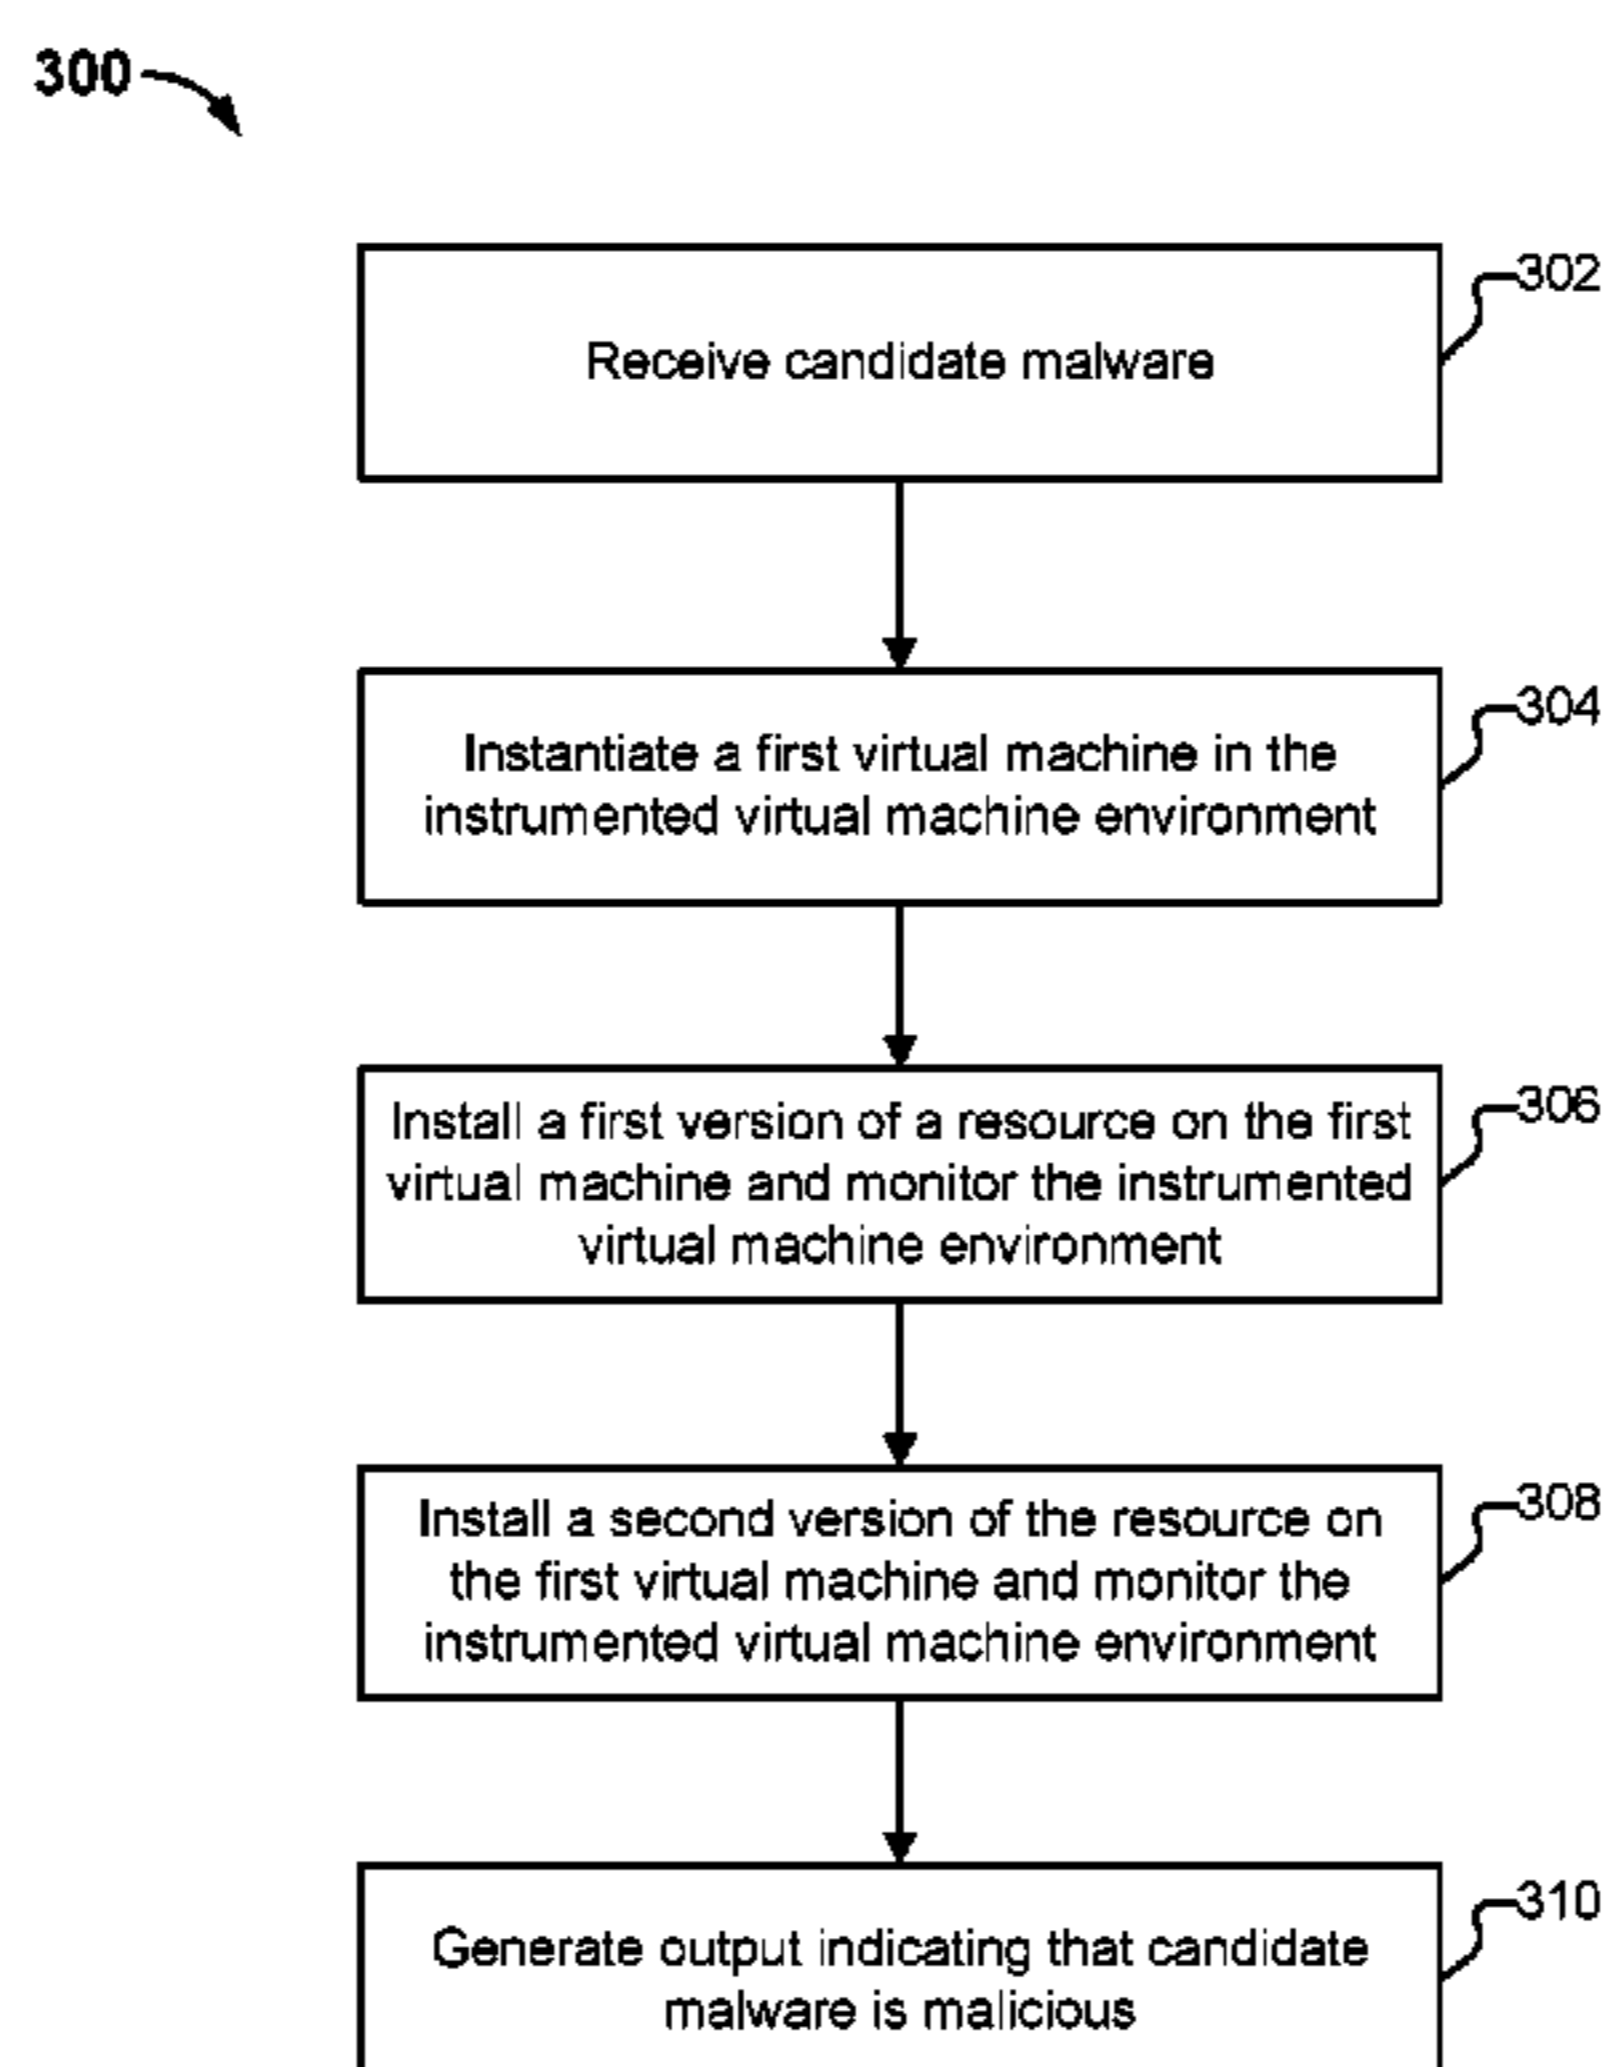 300
302
Receive candidate malware
304
Instantiate a first virtual machine in the
instrumented virtual machine environment
306
Install a first version of a resource on the first
virtual machine and monitor the instrumented
virtual machine environment
308
Install a second version of the resource on
the first virtual machine and monitor the
instrumented virtual machine environment
310
Generate output indicating that candidate
malware is malicious